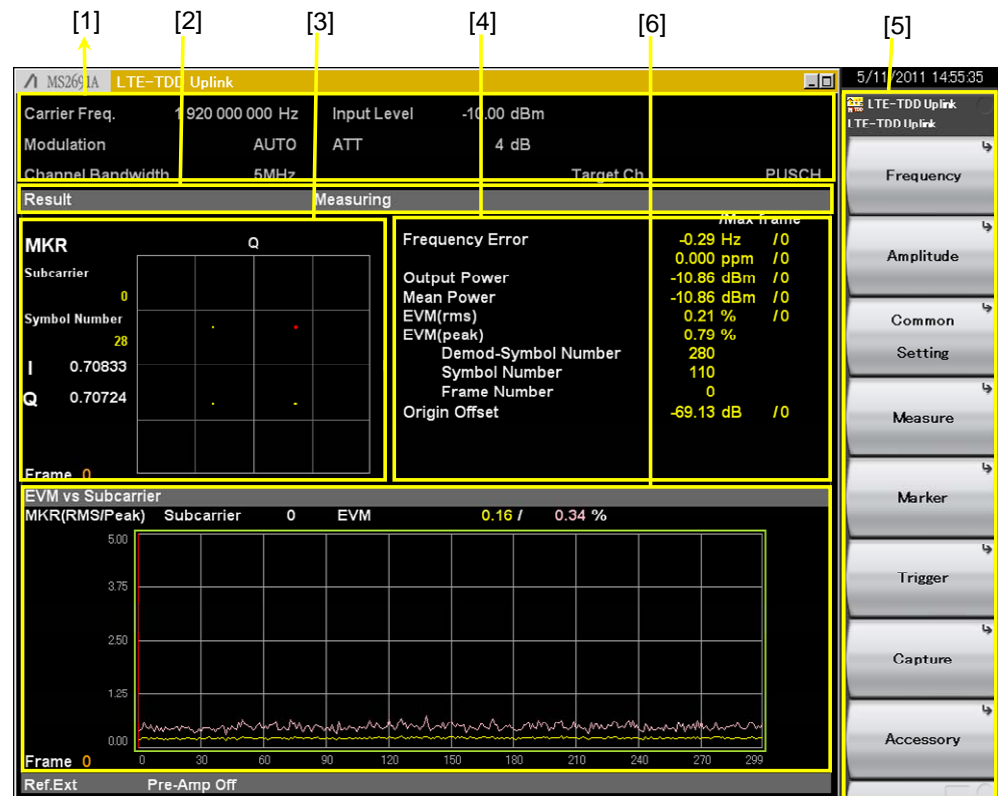 [1] [2] [3] [4] [6] [5]
MS2691A LTE-TDD Uplink
5/11/2011 14:55:35
Carrier Freq. 1 920 000 000 Hz Input Level -10.00 dBm
Modulation AUTO ATT 4 dB
Channel Bandwidth 5MHz Target Ch PUSCH
Result Measuring
MKR
Subcarrier
0
Symbol Number
28
I 0.70833
Q 0.70724
Q
Frame 0
/Max frame
Frequency Error -0.29 Hz / 0
0.000 ppm / 0
Output Power -10.86 dBm / 0
Mean Power -10.86 dBm / 0
EVM(rms) 0.21 % / 0
EVM(peak) 0.79 %
Demod-Symbol Number 280
Symbol Number 110
Frame Number 0
Origin Offset -69.13 dB / 0
EVM vs Subcarrier
MKR(RMS/Peak) Subcarrier 0 EVM 0.16 / 0.34 %
5.00
3.75
2.50
1.25
0.00
Frame 0
0 30 60 90 120 150 180 210 240 270 299
Ref.Ext Pre-Amp Off
LTE-TDD Uplink
LTE-TDD Uplink
Frequency
Amplitude
Common
Setting
Measure
Marker
Trigger
Capture
Accessory